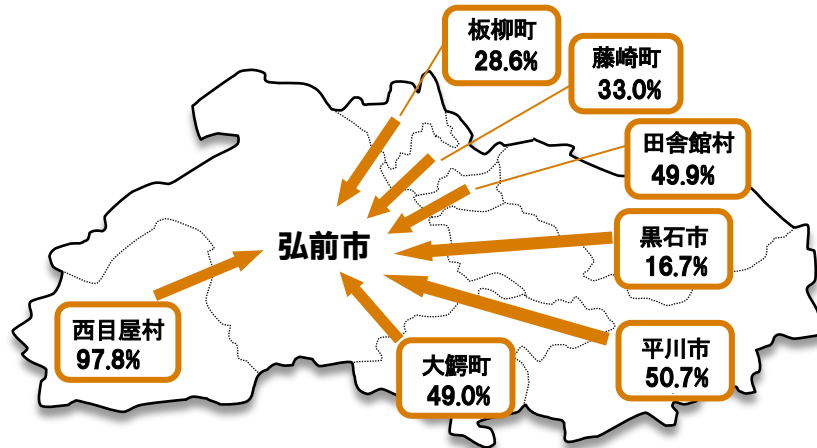 板柳町
28.6%
藤崎町
33.0%
田舎館村
49.9%
弘前市
黒石市
16.7%
西目屋村
97.8%
大鰐町
49.0%
平川市
50.7%